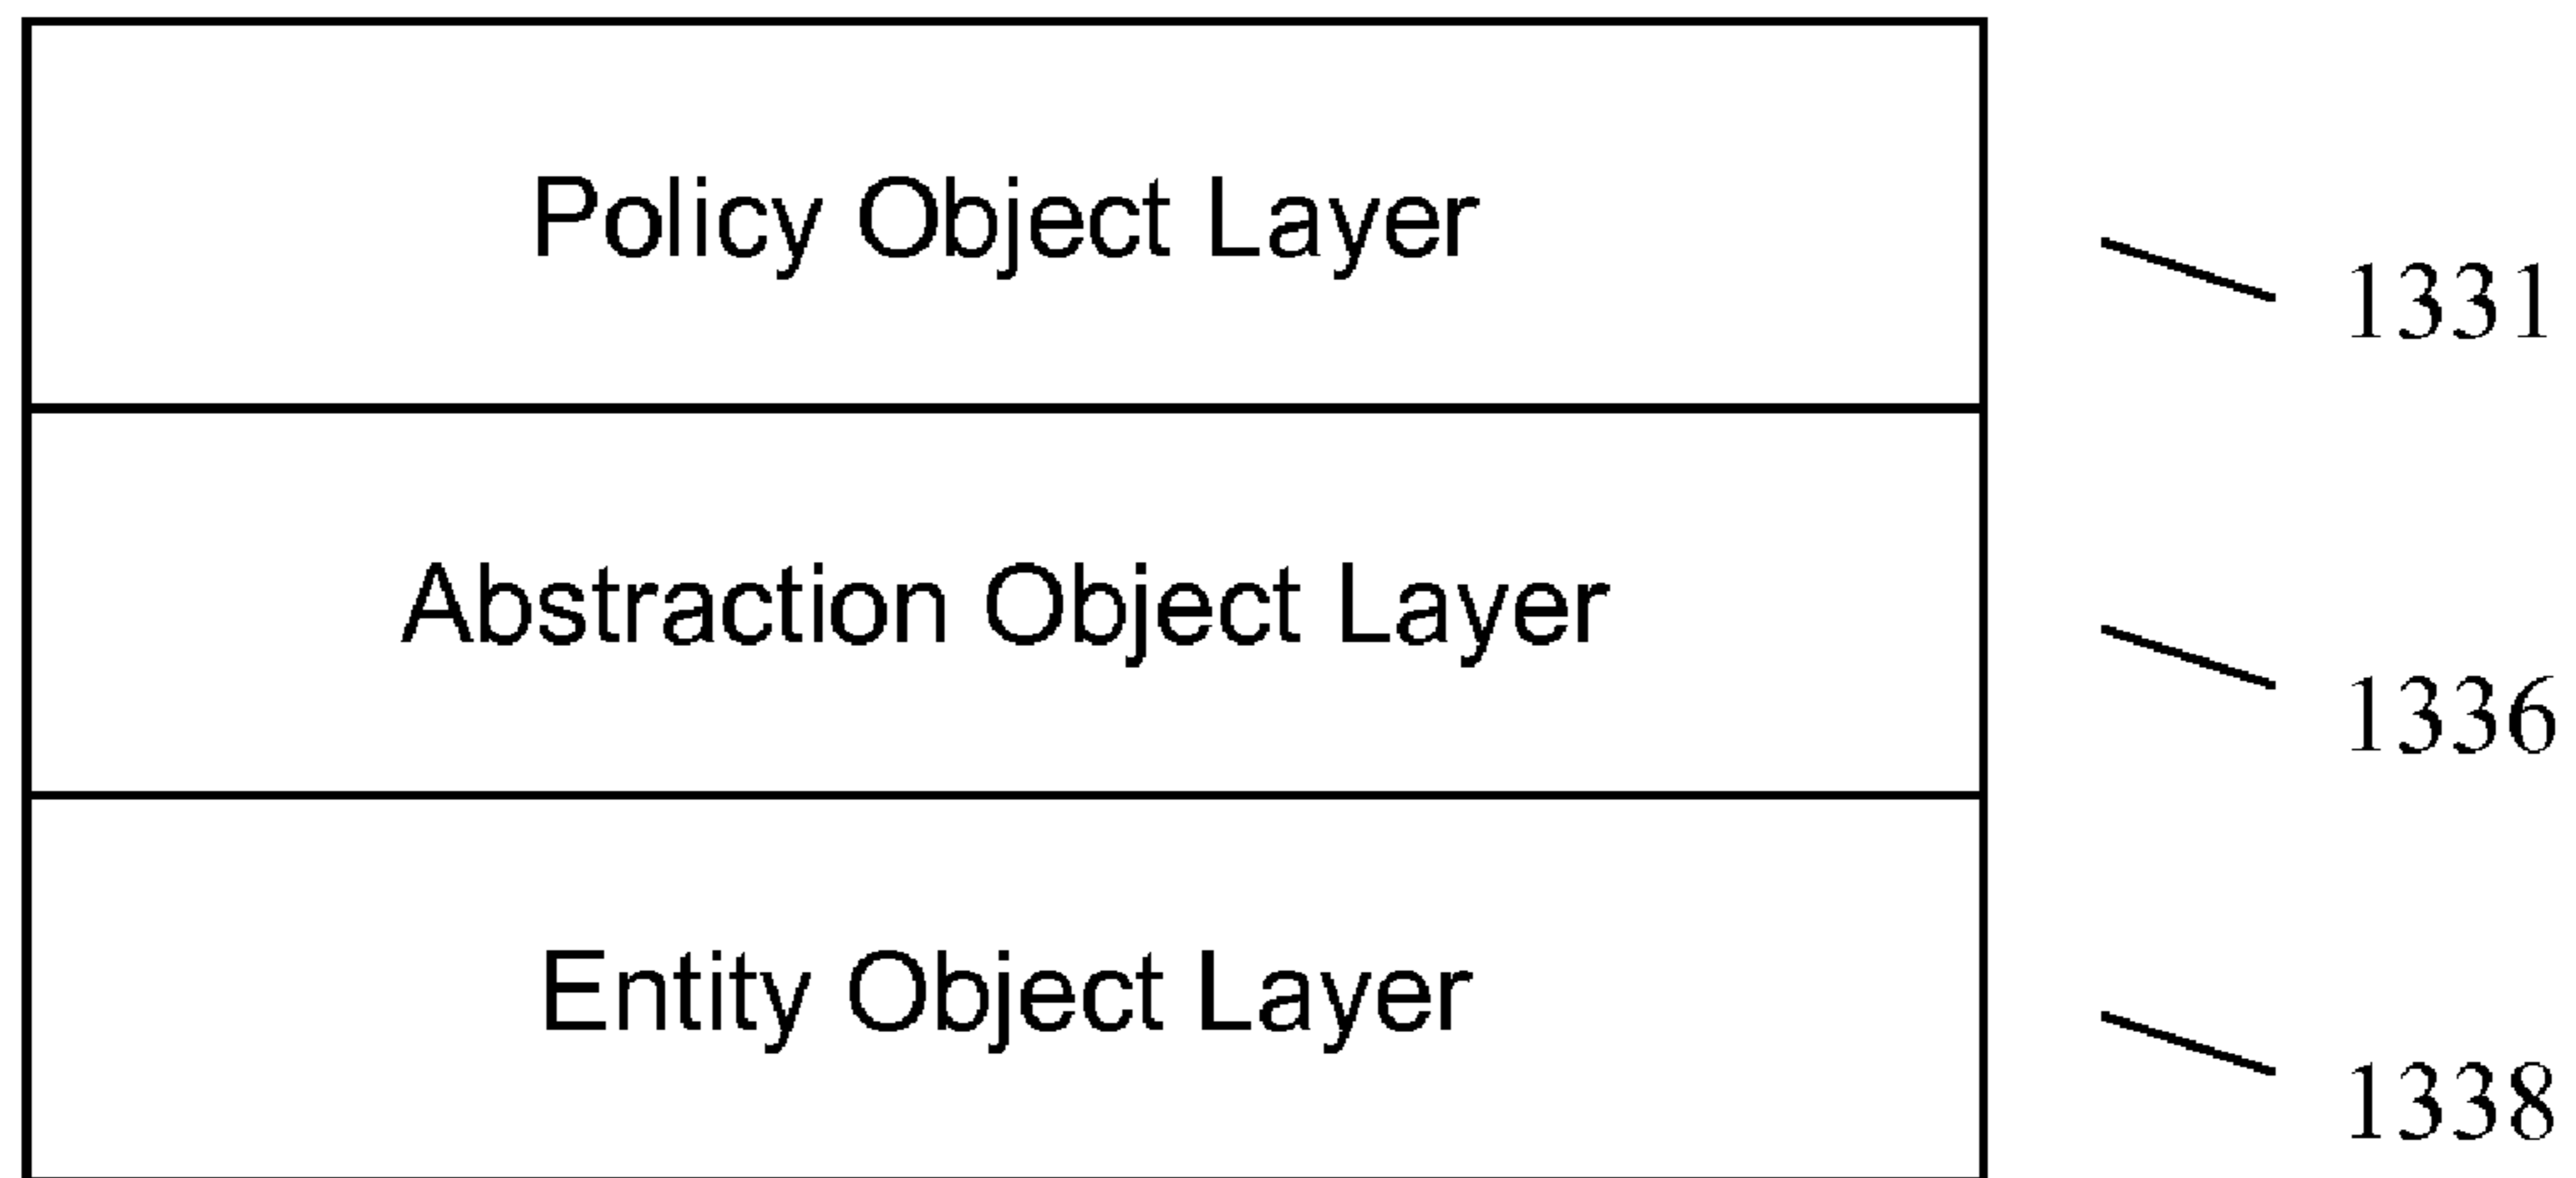 Policy Object Layer
1331
Abstraction Object Layer
1336
Entity Object Layer
1338